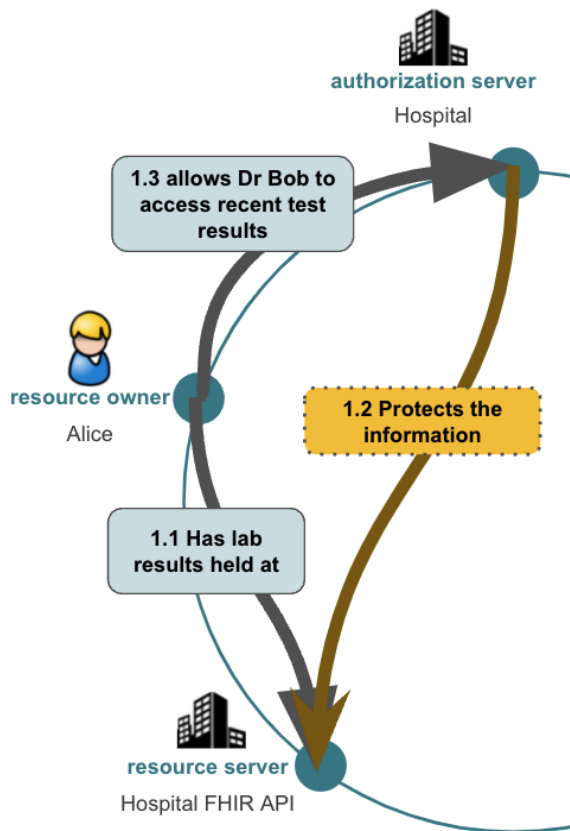 authorization server
Hospital
1.3 allows Dr Bob to
access recent test
results
resource owner
Alice
1.2 Protects the
information
1.1 Has lab
results held at
resource server
Hospital FHIR API